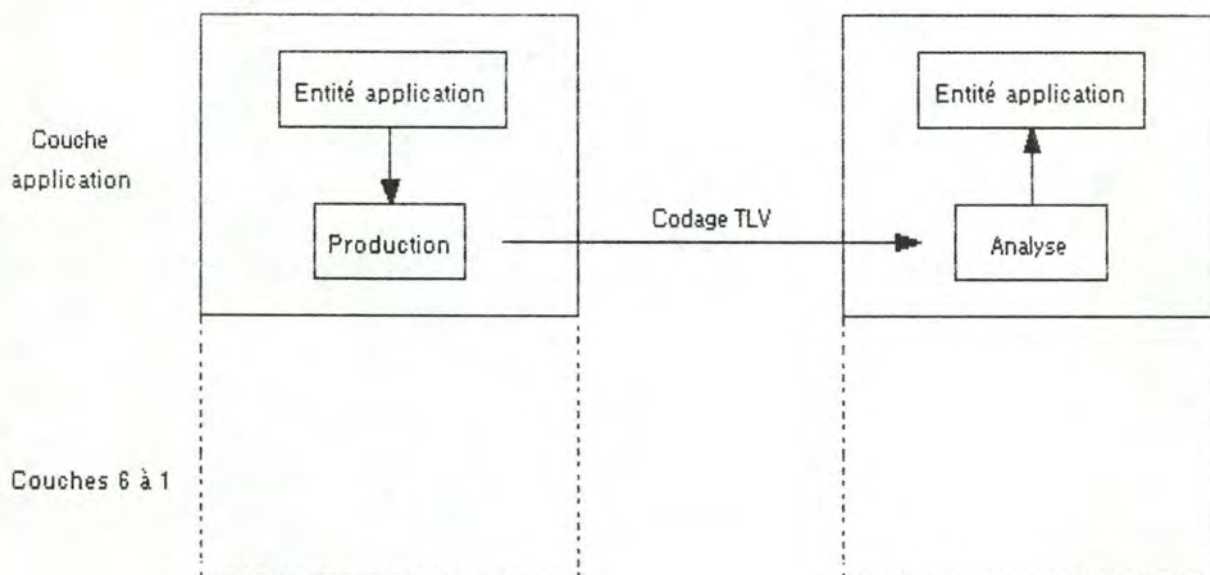 Entité application
Entité application
Couche
application
Codage TLV
Production
Analyse
Couches 6 à 1